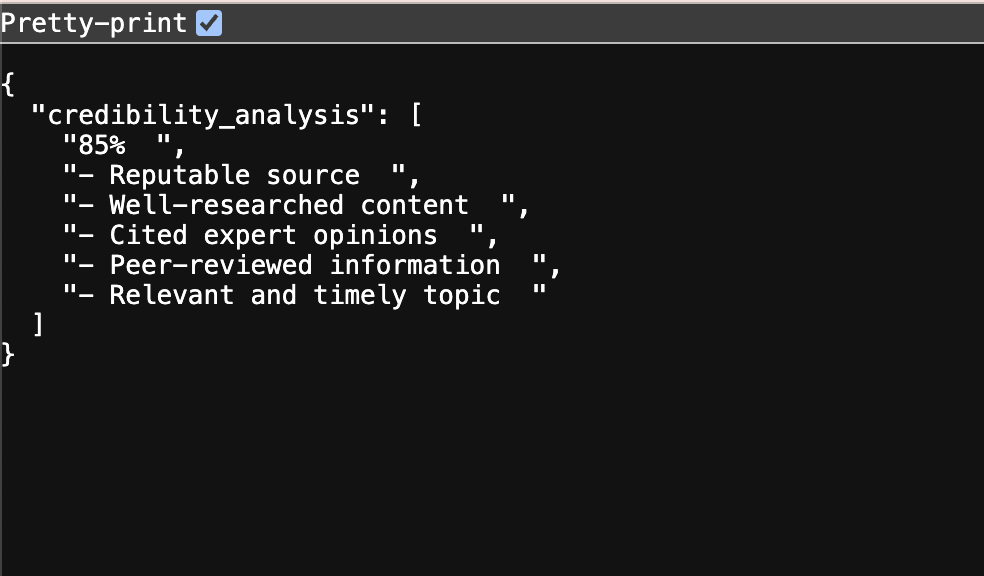 Pretty-print
{
  "credibility_analysis": [
    "85%  ",
    "- Reputable source  ",
    "- Well-researched content  ",
    "- Cited expert opinions  ",
    "- Peer-reviewed information  ",
    "- Relevant and timely topic  "
  ]
}